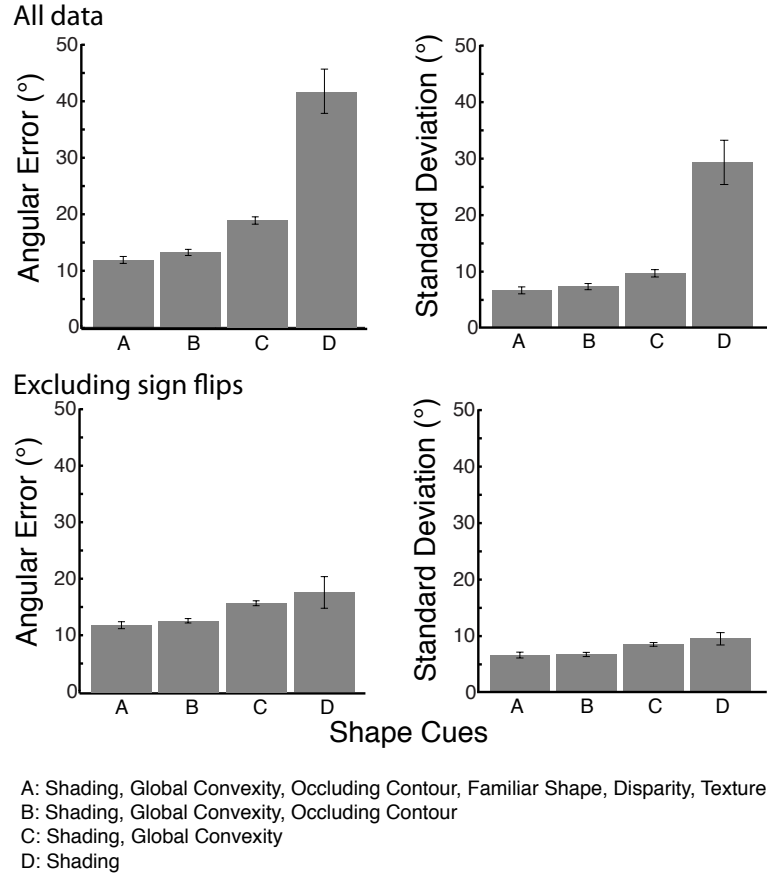 All data
Angular Error (°)
50
40
30
20
10
0
A B C D
Standard Deviation (°)
50
40
30
20
10
0
A B C D
Excluding sign flips
Angular Error (°)
50
40
30
20
10
0
A B C D
Standard Deviation (°)
50
40
30
20
10
0
A B C D
Shape Cues
A: Shading, Global Convexity, Occluding Contour, Familiar Shape, Disparity, Texture
B: Shading, Global Convexity, Occluding Contour
C: Shading, Global Convexity
D: Shading